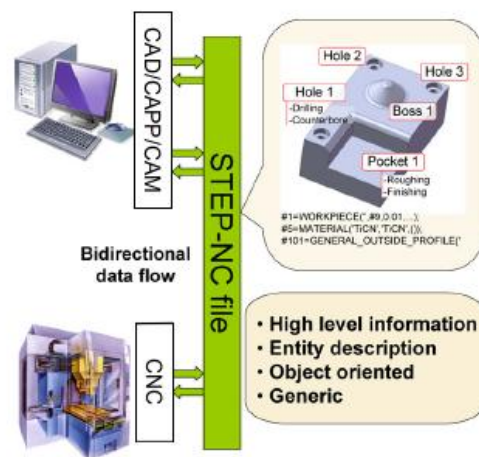 CAD/CAPP/CAM
Bidirectional
data flow
CNC
STEP-NC file
Hole 2
Hole 3
Hole 1
-Drilling
-Counterbore
Boss 1
Pocket 1
-Roughing
-Finishing
#1=WORKPIECE(",#9,0.01,...);
#5=MATERIAL('TiCN','TiCN',());
#101=GENERAL_OUTSIDE_PROFILE("
• High level information
• Entity description
• Object oriented
• Generic